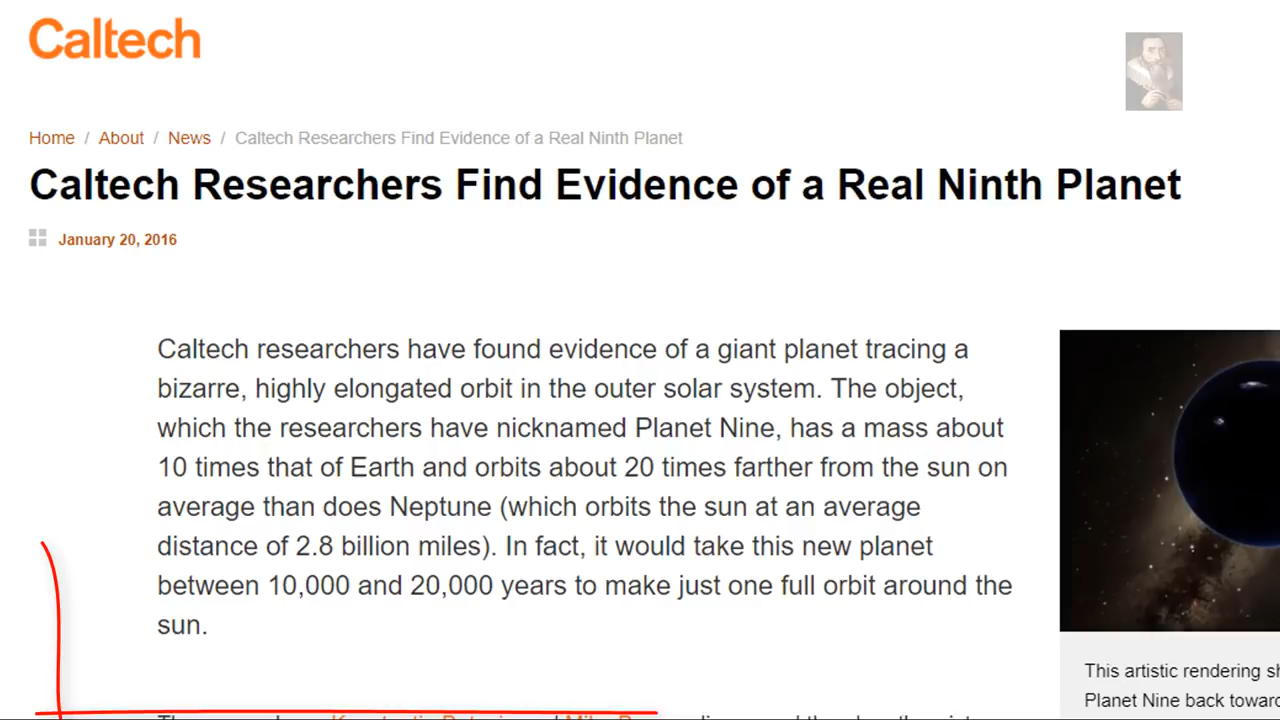 Caltech
Home / About / News / Caltech Researchers Find Evidence of a Real Ninth Planet
Caltech Researchers Find Evidence of a Real Ninth Planet
January 20, 2016
Caltech researchers have found evidence of a giant planet tracing a
bizarre, highly elongated orbit in the outer solar system. The object,
which the researchers have nicknamed Planet Nine, has a mass about
10 times that of Earth and orbits about 20 times farther from the sun on
average than does Neptune (which orbits the sun at an average
distance of 2.8 billion miles). In fact, it would take this new planet
between 10,000 and 20,000 years to make just one full orbit around the
sun.
This artistic rendering
Planet Nine back